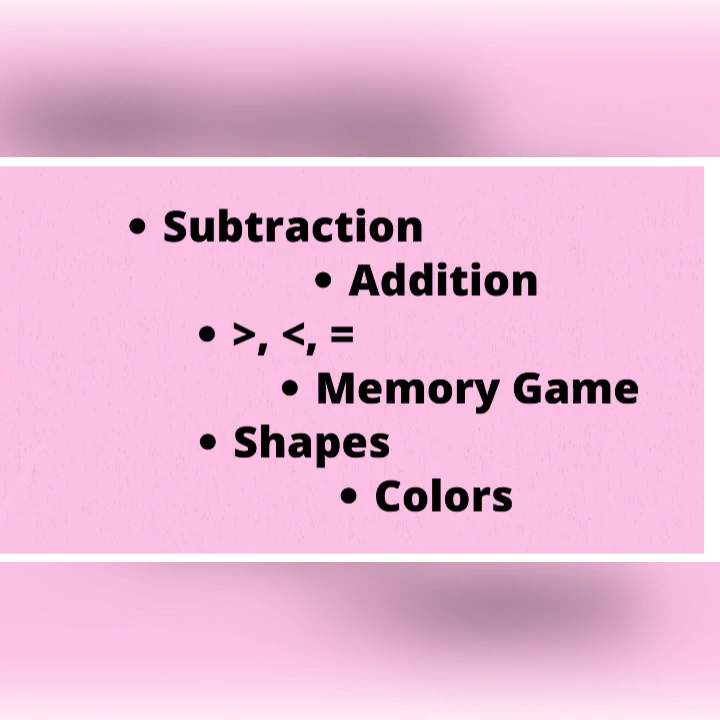 • Subtraction
• Addition
• >, <, =
• Memory Game
• Shapes
• Colors